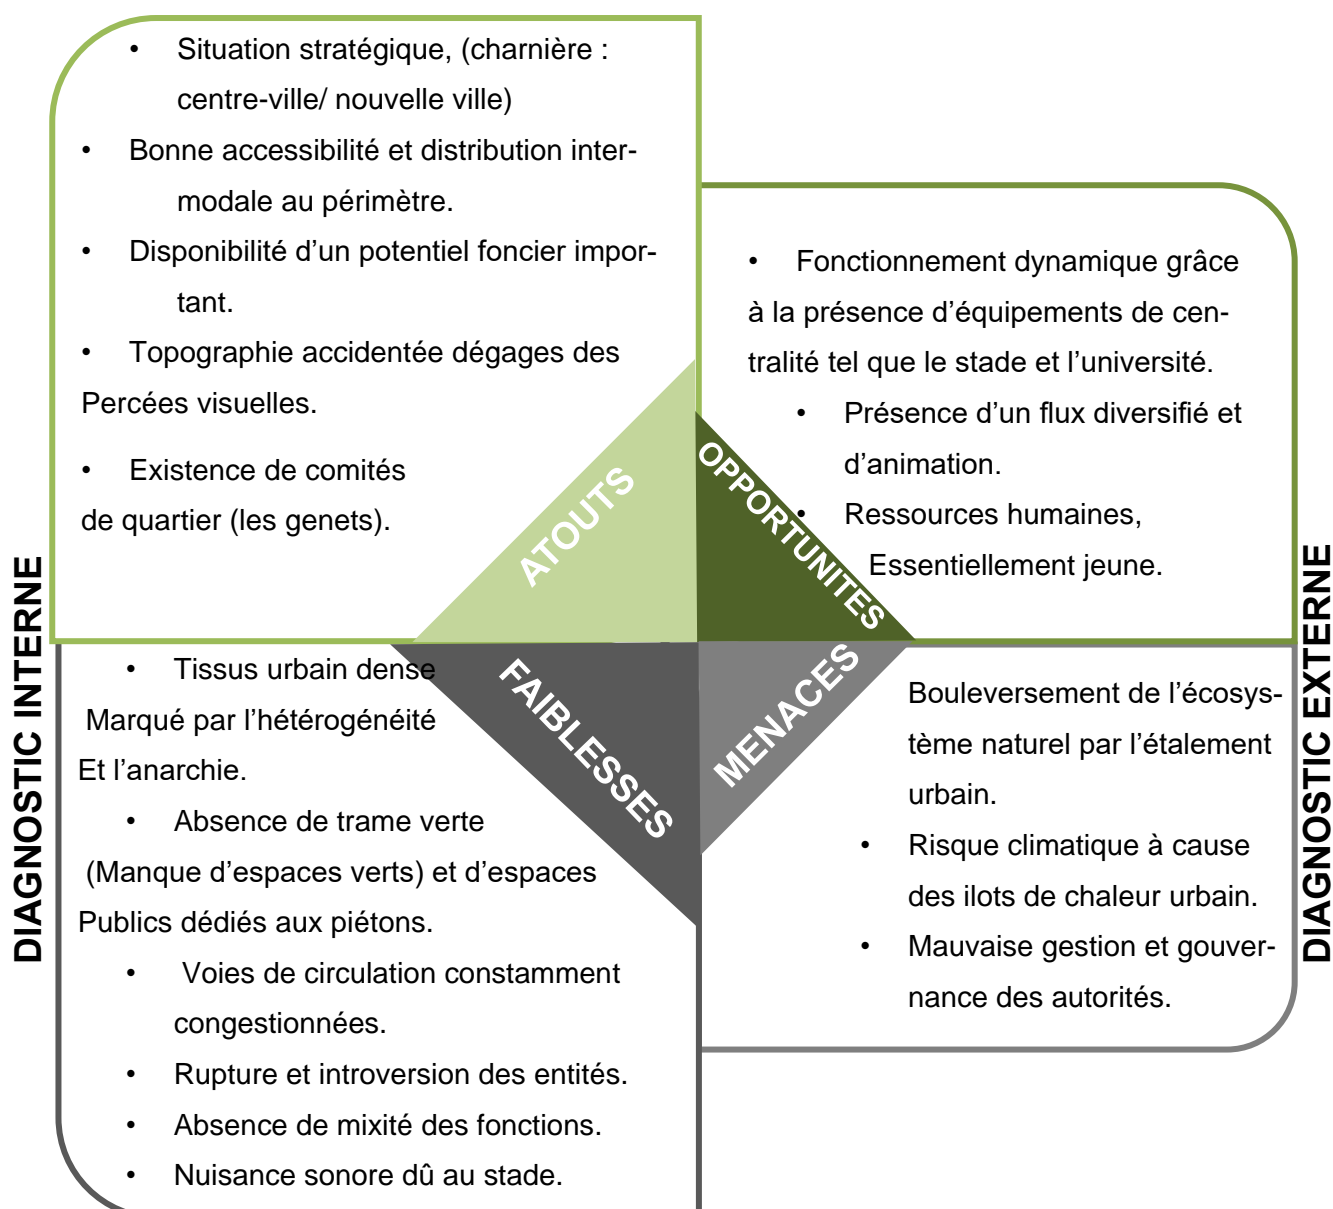 • Situation stratégique, (charnière :
centre-ville/ nouvelle ville)
• Bonne accessibilité et distribution inter-
modale au périmètre.
• Disponibilité d’un potentiel foncier impor-
tant.
• Topographie accidentée dégages des
Percées visuelles.
• Existence de comités
de quartier (les genets).
ATOUTS
• Fonctionnement dynamique grâce
à la présence d’équipements de cen-
tralité tel que le stade et l’université.
• Présence d’un flux diversifié et
d’animation.
• Ressources humaines,
Essentiellement jeune.
OPPORTUNITES
DIAGNOSTIC INTERNE
• Tissus urbain dense
Marqué par l’hétérogénéité
Et l’anarchie.
• Absence de trame verte
(Manque d’espaces verts) et d’espaces
Publics dédiés aux piétons.
• Voies de circulation constamment
congestionnées.
• Rupture et introversion des entités.
• Absence de mixité des fonctions.
• Nuisance sonore dû au stade.
FAIBLESSES
MENACES
Bouleversement de l’écosys-
tème naturel par l’étalement
urbain.
• Risque climatique à cause
des ilots de chaleur urbain.
• Mauvaise gestion et gouver-
nance des autorités.
DIAGNOSTIC EXTERNE